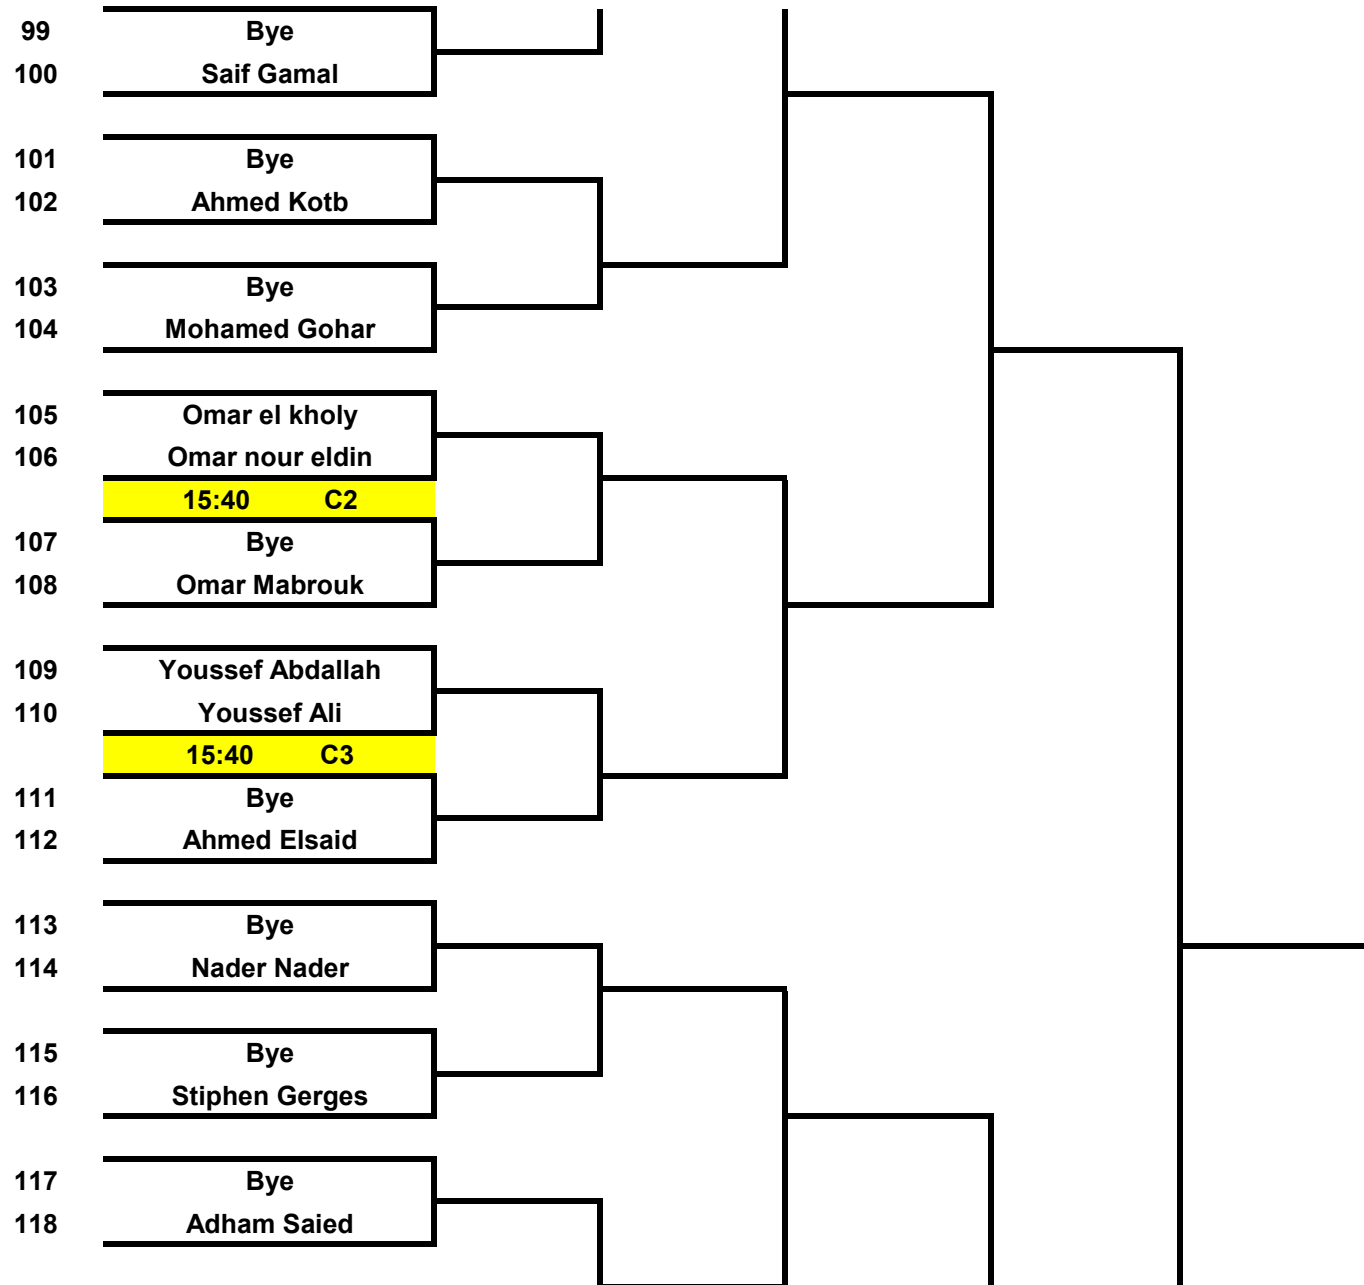 99 Bye
100 Saif Gamal
101 Bye
102 Ahmed Kotb
103 Bye
104 Mohamed Gohar
105 Omar el kholy
106 Omar nour eldin
15:40 C2
107 Bye
108 Omar Mabrouk
109 Youssef Abdallah
110 Youssef Ali
15:40 C3
111 Bye
112 Ahmed Elsaid
113 Bye
114 Nader Nader
115 Bye
116 Stiphen Gerges
117 Bye
118 Adham Saied